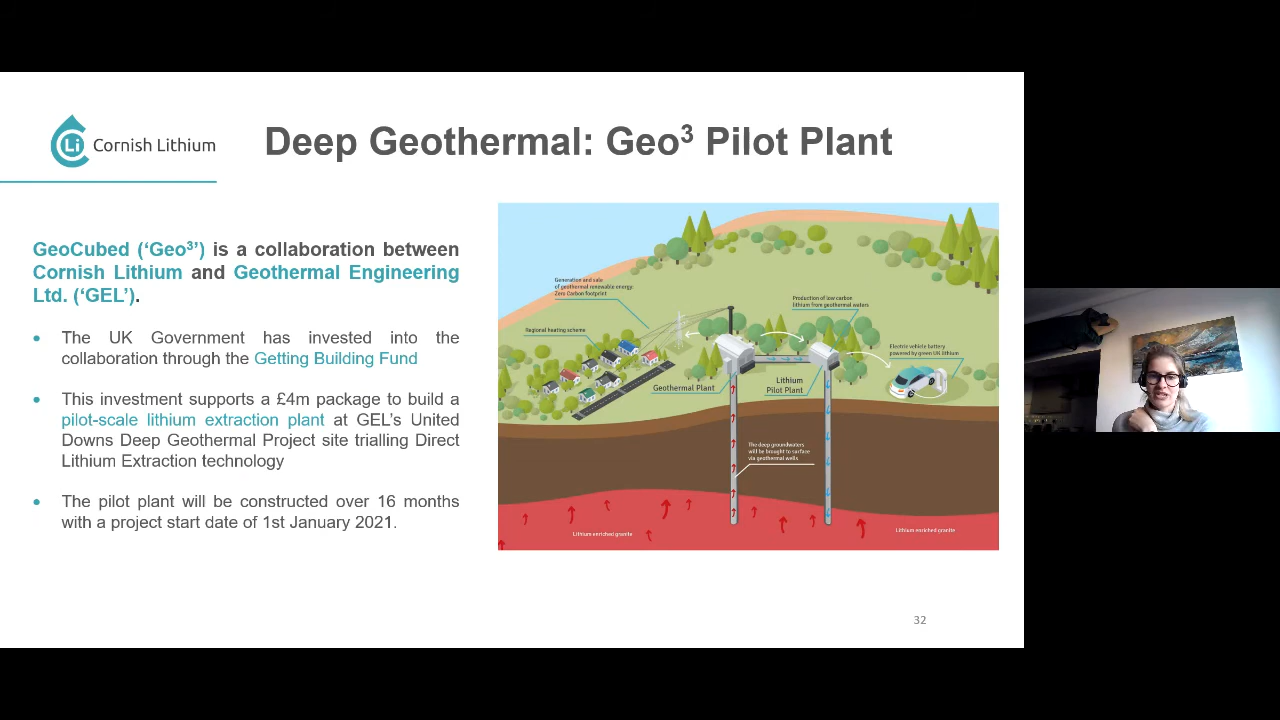 Li Cornish Lithium
Deep Geothermal: Geo³ Pilot Plant
GeoCubed (‘Geo³’) is a collaboration between
Cornish Lithium and Geothermal Engineering
Ltd. (‘GEL’).
• The UK Government has invested into the
collaboration through the Getting Building Fund
• This investment supports a £4m package to build a
pilot-scale lithium extraction plant at GEL’s United
Downs Deep Geothermal Project site trialling Direct
Lithium Extraction technology
• The pilot plant will be constructed over 16 months
with a project start date of 1st January 2021.
Generation and sale
of geothermal renewable energy.
Zero Carbon footprint
Regional heating scheme
Production of low carbon
lithium from geothermal waters
Electric vehicle battery
powered by green UK lithium
Geothermal Plant
Lithium
Pilot Plant
The deep groundwaters
will be brought to surface
via geothermal wells
Lithium enriched granite
Lithium enriched granite
32